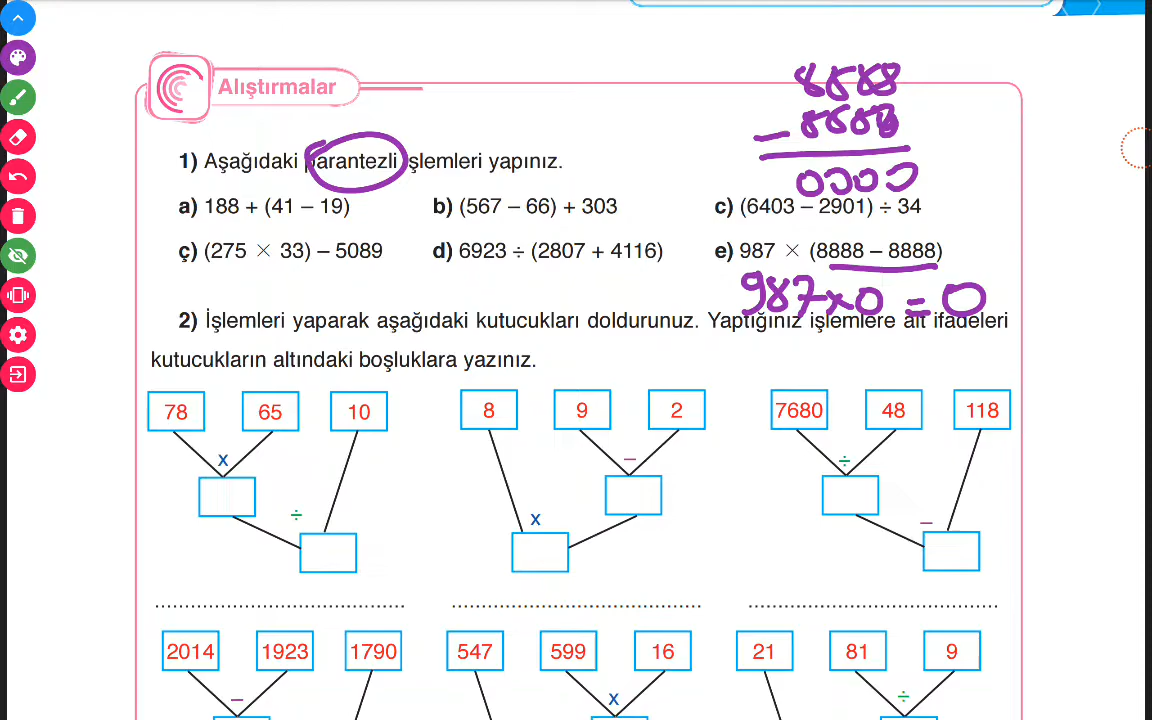 Alıştırmalar
8888
1) Aşağıdaki parantezli işlemleri yapınız.
– 8888
0000
a) 188 + (41 – 19) b) (567 – 66) + 303 c) (6403 – 2901) ÷ 34
ç) (275 × 33) – 5089 d) 6923 ÷ (2807 + 4116) e) 987 × (8888 – 8888)
987×0 = 0
2) İşlemleri yaparak aşağıdaki kutucukları doldurunuz. Yaptığınız işlemlere ait ifadeleri
kutucukların altındaki boşluklara yazınız.
78 65 10 8 9 2 7680 48 118
x – ÷
÷ x –
.......................................... .......................................... ..........................................
2014 1923 1790 547 599 16 21 81 9
– x ÷